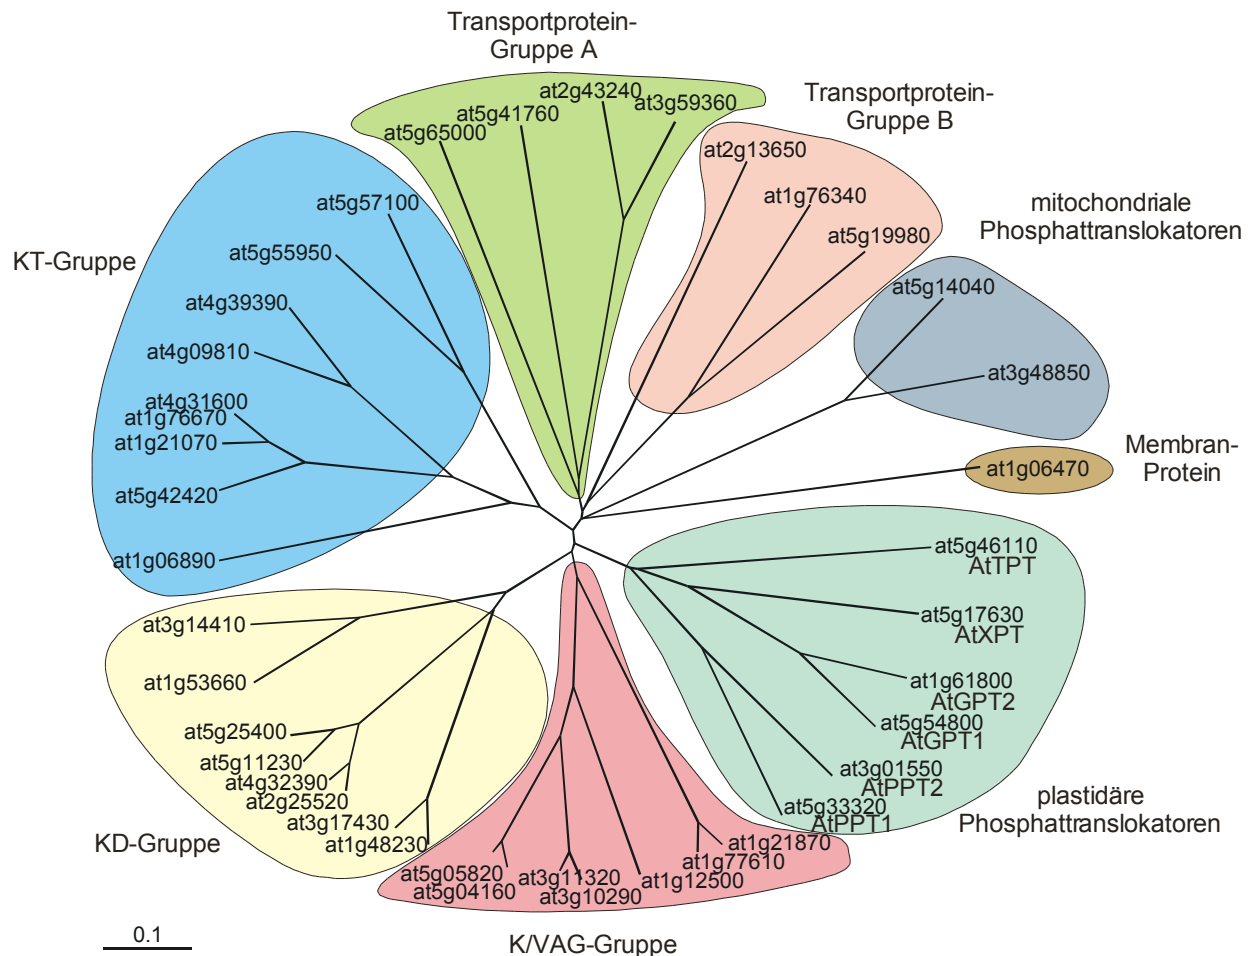 Transportprotein-
Gruppe A
at2g43240
at3g59360
at5g41760
at5g65000
Transportprotein-
Gruppe B
at2g13650
at1g76340
at5g19980
mitochondriale
Phosphattranslokatoren
at5g14040
at3g48850
Membran-
Protein
at1g06470
KT-Gruppe
at5g57100
at5g55950
at4g39390
at4g09810
at4g31600
at1g76670
at1g21070
at5g42420
at1g06890
at5g46110
AtTPT
at5g17630
AtXPT
at1g61800
AtGPT2
at5g54800
AtGPT1
at3g01550
AtPPT2
at5g33320
AtPPT1
plastidäre
Phosphattranslokatoren
at3g14410
at1g53660
at5g25400
at5g11230
at4g32390
at2g25520
at3g17430
at1g48230
KD-Gruppe
at1g21870
at1g77610
at1g12500
at3g11320
at3g10290
at5g05820
at5g04160
K/VAG-Gruppe
0.1